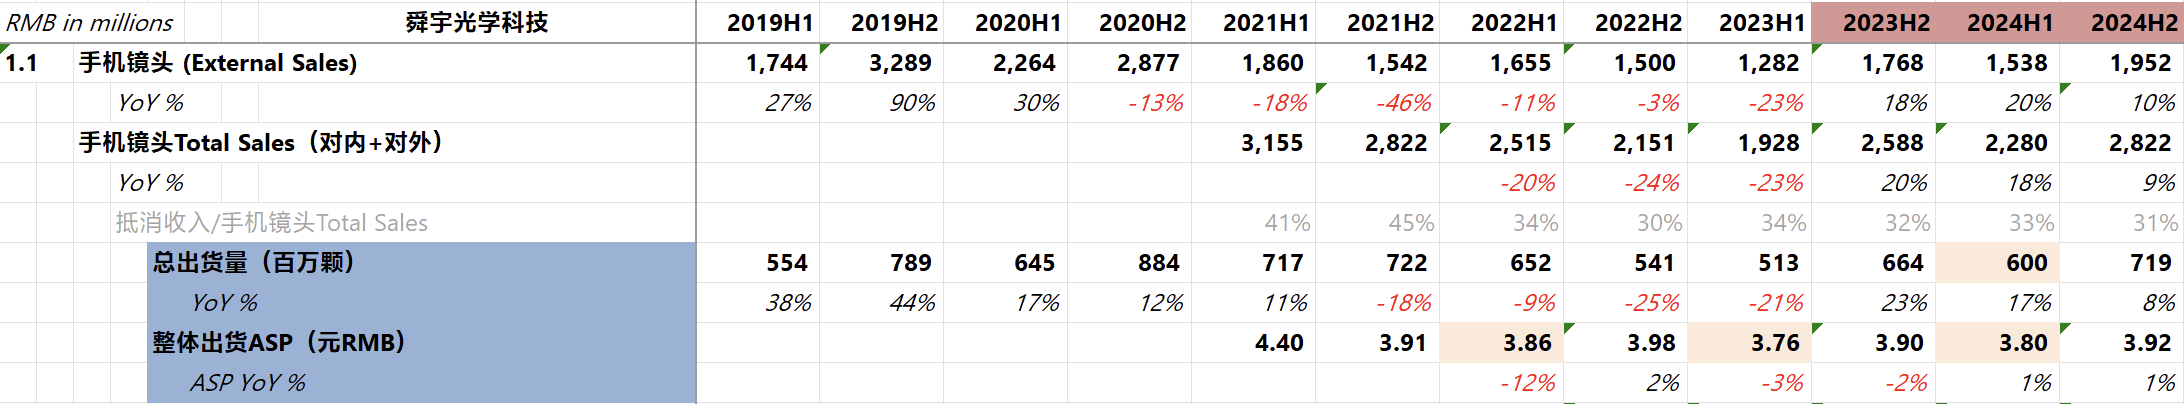 RMB in millions 舜宇光学科技 2019H1 2019H2 2020H1 2020H2 2021H1 2021H2 2022H1 2022H2 2023H1 2023H2 2024H1 2024H2
1.1 手机镜头 (External Sales) 1,744 3,289 2,264 2,877 1,860 1,542 1,655 1,500 1,282 1,768 1,538 1,952
YoY % 27% 90% 30% -13% -18% -46% -11% -3% -23% 18% 20% 10%
手机镜头Total Sales（对内+对外） 3,155 2,822 2,515 2,151 1,928 2,588 2,280 2,822
YoY % -20% -24% -23% 20% 18% 9%
抵消收入/手机镜头Total Sales 41% 45% 34% 30% 34% 32% 33% 31%
总出货量（百万颗） 554 789 645 884 717 722 652 541 513 664 600 719
YoY % 38% 44% 17% 12% 11% -18% -9% -25% -21% 23% 17% 8%
整体出货ASP（元RMB） 4.40 3.91 3.86 3.98 3.76 3.90 3.80 3.92
ASP YoY % -12% 2% -3% -2% 1% 1%